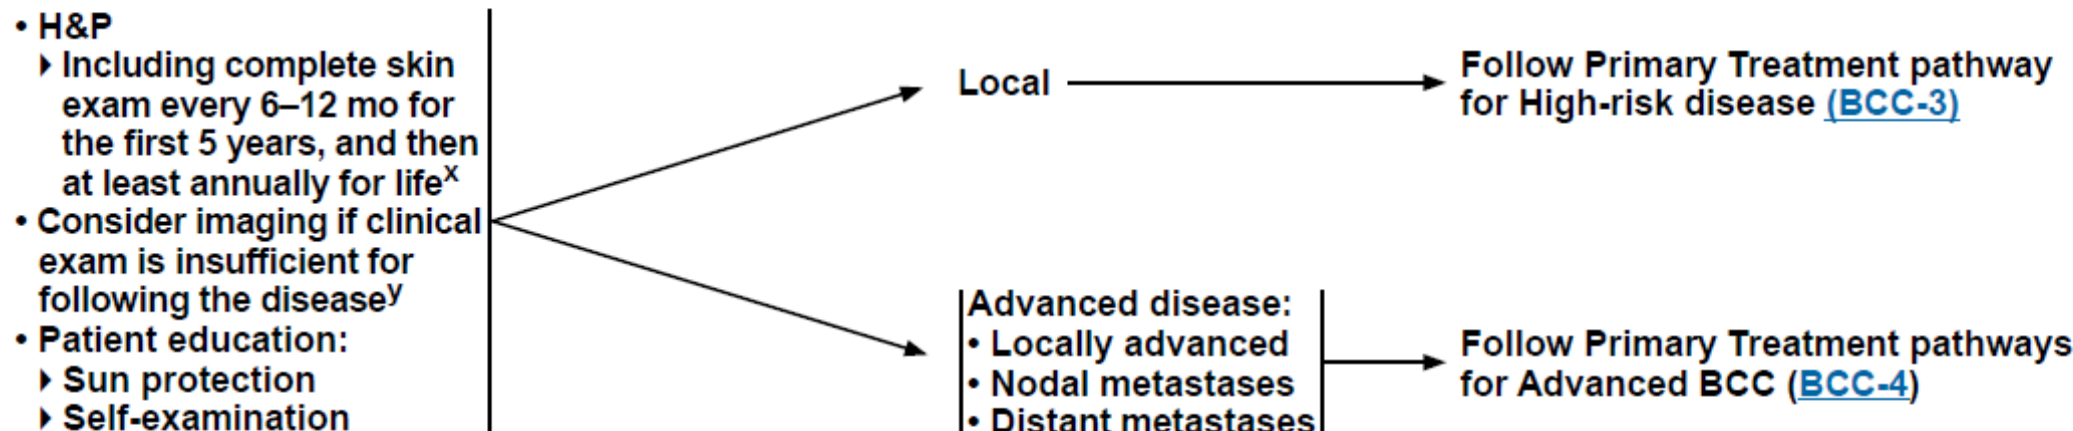 • H&P
▸ Including complete skin
exam every 6–12 mo for
the first 5 years, and then
at least annually for lifeˣ
• Consider imaging if clinical
exam is insufficient for
following the diseaseʸ
• Patient education:
▸ Sun protection
▸ Self-examination
Local
Follow Primary Treatment pathway
for High-risk disease (BCC-3)
Advanced disease:
• Locally advanced
• Nodal metastases
• Distant metastases
Follow Primary Treatment pathways
for Advanced BCC (BCC-4)